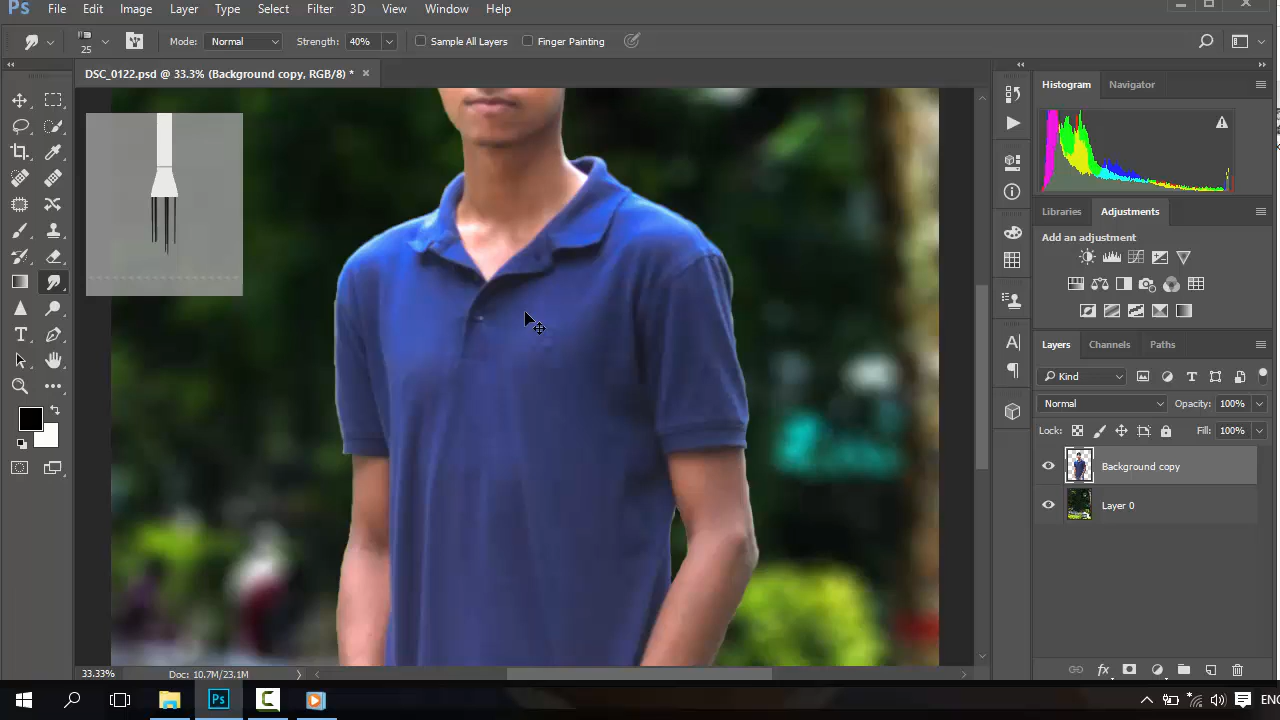 Ps File Edit Image Layer Type Select Filter 3D View Window Help
25 Mode: Normal Strength: 40% Sample All Layers Finger Painting
DSC_0122.psd @ 33.3% (Background copy, RGB/8) *
Histogram Navigator
Libraries Adjustments
Add an adjustment
Layers Channels Paths
Kind
Normal Opacity: 100%
Lock: Fill: 100%
Background copy
Layer 0
33.33% Doc: 10.7M/23.1M
Ps ENG